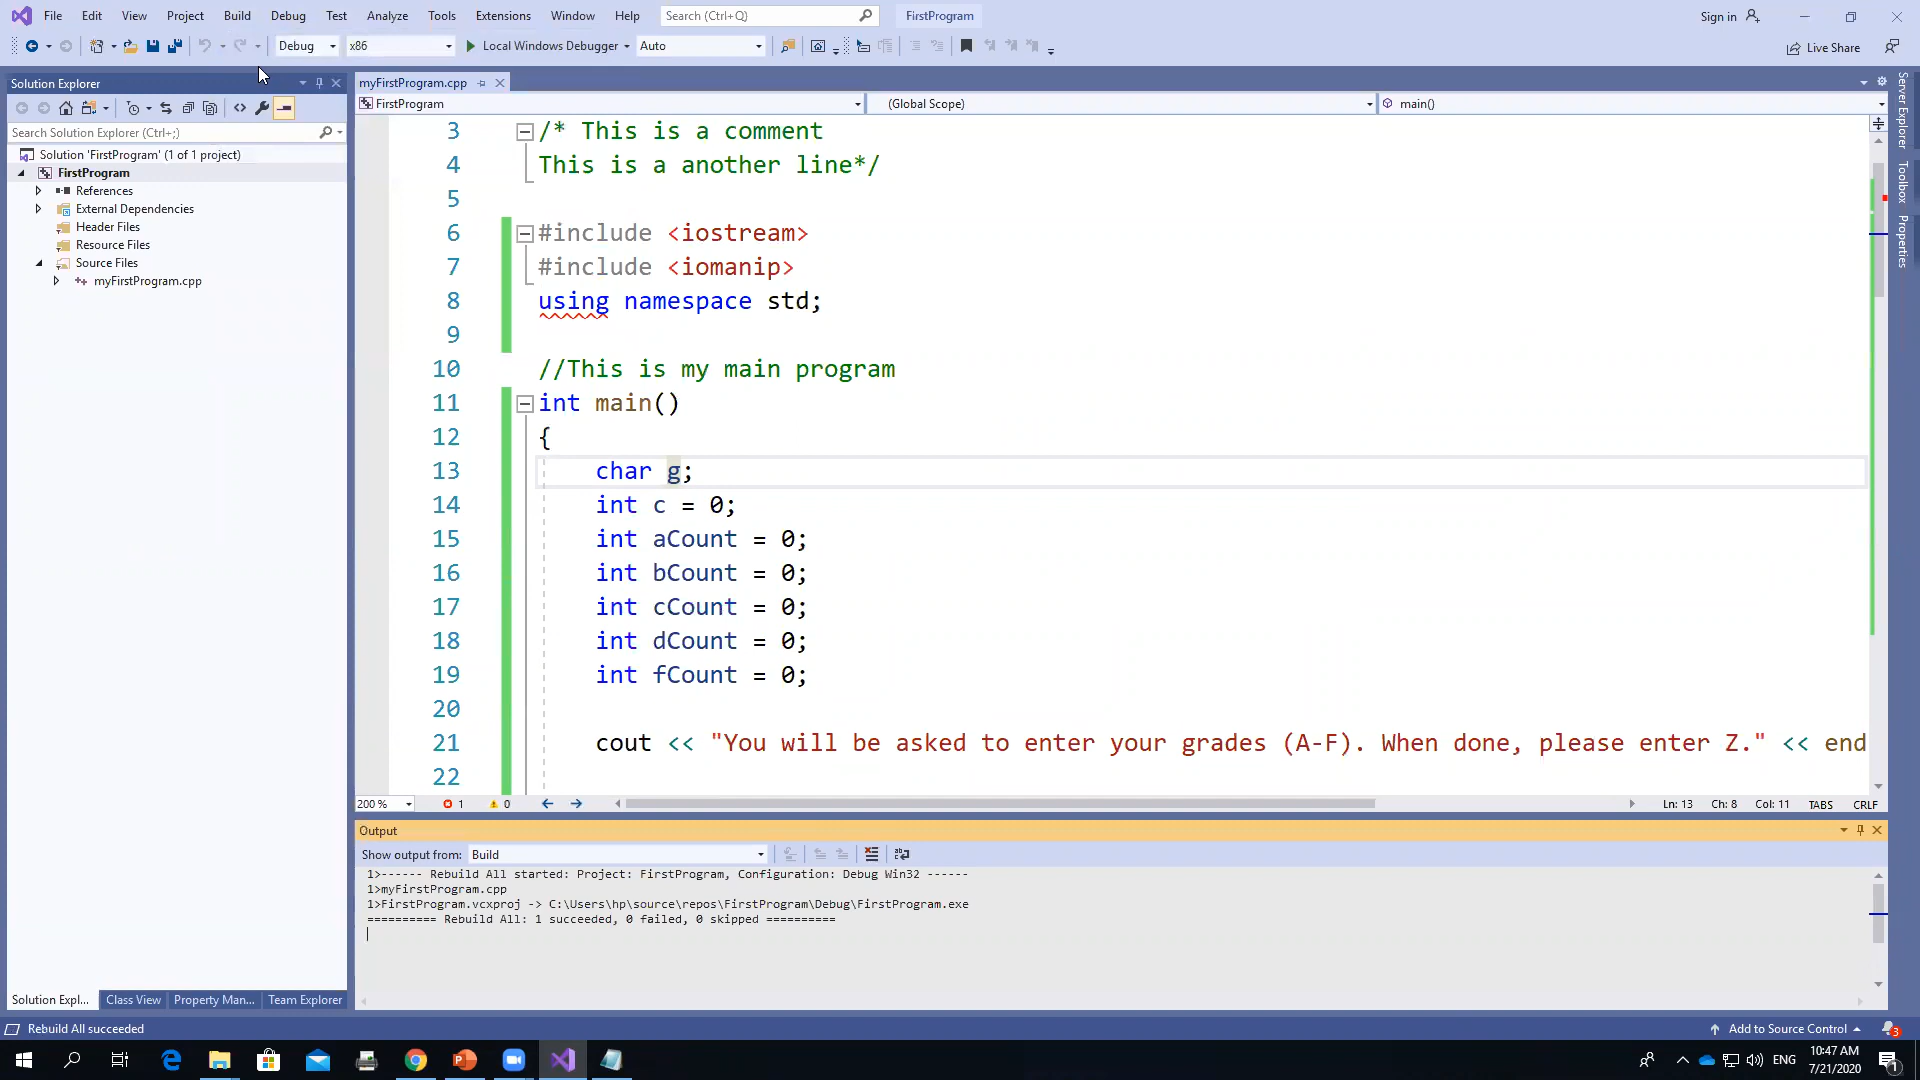 File Edit View Project Build Debug Test Analyze Tools Extensions Window Help Search (Ctrl+Q) FirstProgram Sign in
Debug x86 Local Windows Debugger Auto Live Share
Solution Explorer
Search Solution Explorer (Ctrl+;)
Solution 'FirstProgram' (1 of 1 project)
FirstProgram
References
External Dependencies
Header Files
Resource Files
Source Files
myFirstProgram.cpp
Solution Expl... Class View Property Man... Team Explorer
myFirstProgram.cpp
FirstProgram (Global Scope) main()
3 /* This is a comment
4 This is a another line*/
5
6 #include <iostream>
7 #include <iomanip>
8 using namespace std;
9
10 //This is my main program
11 int main()
12 {
13 char g;
14 int c = 0;
15 int aCount = 0;
16 int bCount = 0;
17 int cCount = 0;
18 int dCount = 0;
19 int fCount = 0;
20
21 cout << "You will be asked to enter your grades (A-F). When done, please enter Z." << end
22
200 % 1 0 Ln: 13 Ch: 8 Col: 11 TABS CRLF
Server Explorer
Toolbox
Properties
Output
Show output from: Build
1>------ Rebuild All started: Project: FirstProgram, Configuration: Debug Win32 ------
1>myFirstProgram.cpp
1>FirstProgram.vcxproj -> C:\Users\hp\source\repos\FirstProgram\Debug\FirstProgram.exe
========== Rebuild All: 1 succeeded, 0 failed, 0 skipped ==========
Rebuild All succeeded Add to Source Control 3
ENG 10:47 AM
7/21/2020 1